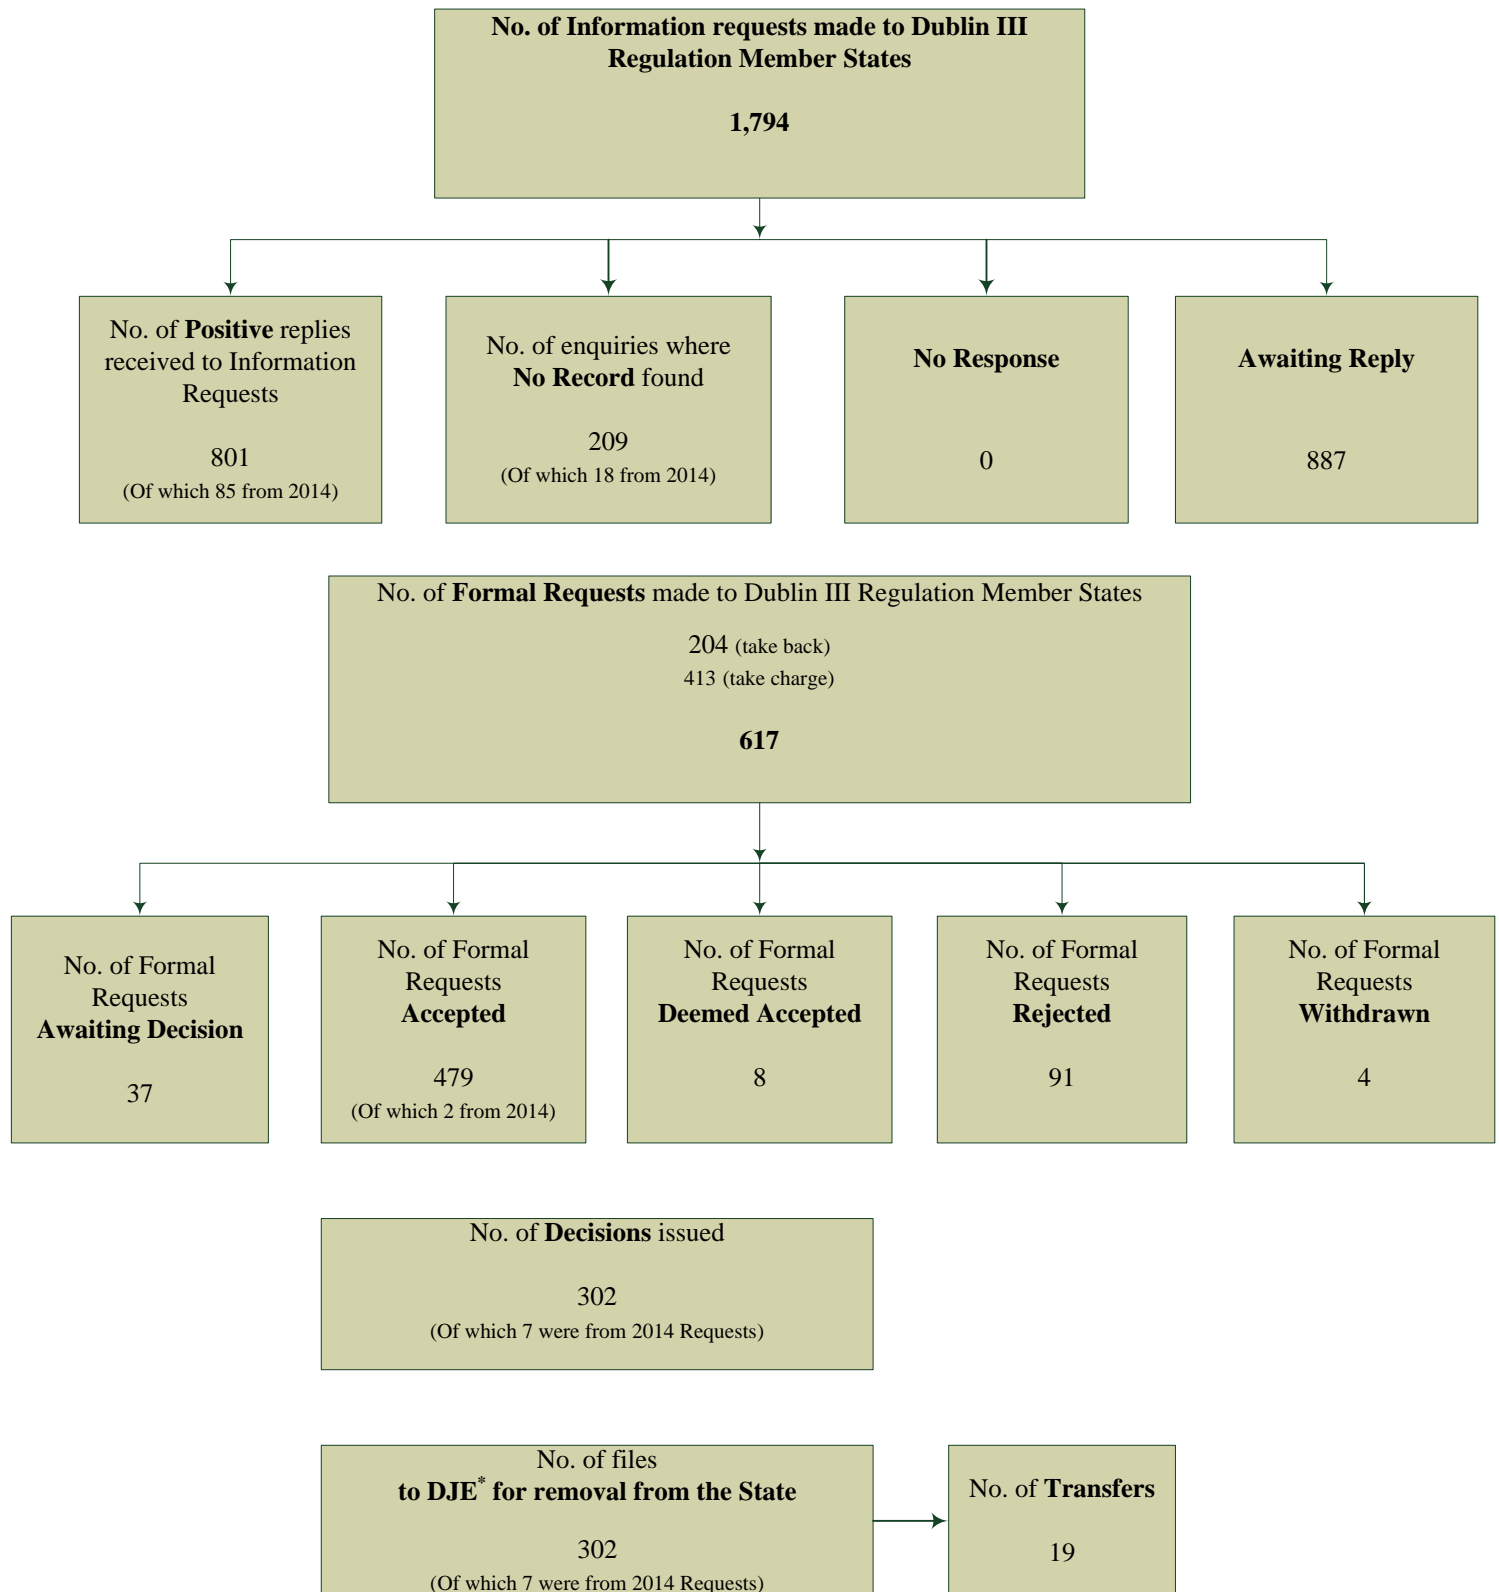 No. of Information requests made to Dublin III
Regulation Member States
1,794
No. of Positive replies
received to Information
Requests
801
(Of which 85 from 2014)
No. of enquiries where
No Record found
209
(Of which 18 from 2014)
No Response
0
Awaiting Reply
887
No. of Formal Requests made to Dublin III Regulation Member States
204 (take back)
413 (take charge)
617
No. of Formal
Requests
Awaiting Decision
37
No. of Formal
Requests
Accepted
479
(Of which 2 from 2014)
No. of Formal
Requests
Deemed Accepted
8
No. of Formal
Requests
Rejected
91
No. of Formal
Requests
Withdrawn
4
No. of Decisions issued
302
(Of which 7 were from 2014 Requests)
No. of files
to DJE* for removal from the State
302
(Of which 7 were from 2014 Requests)
No. of Transfers
19